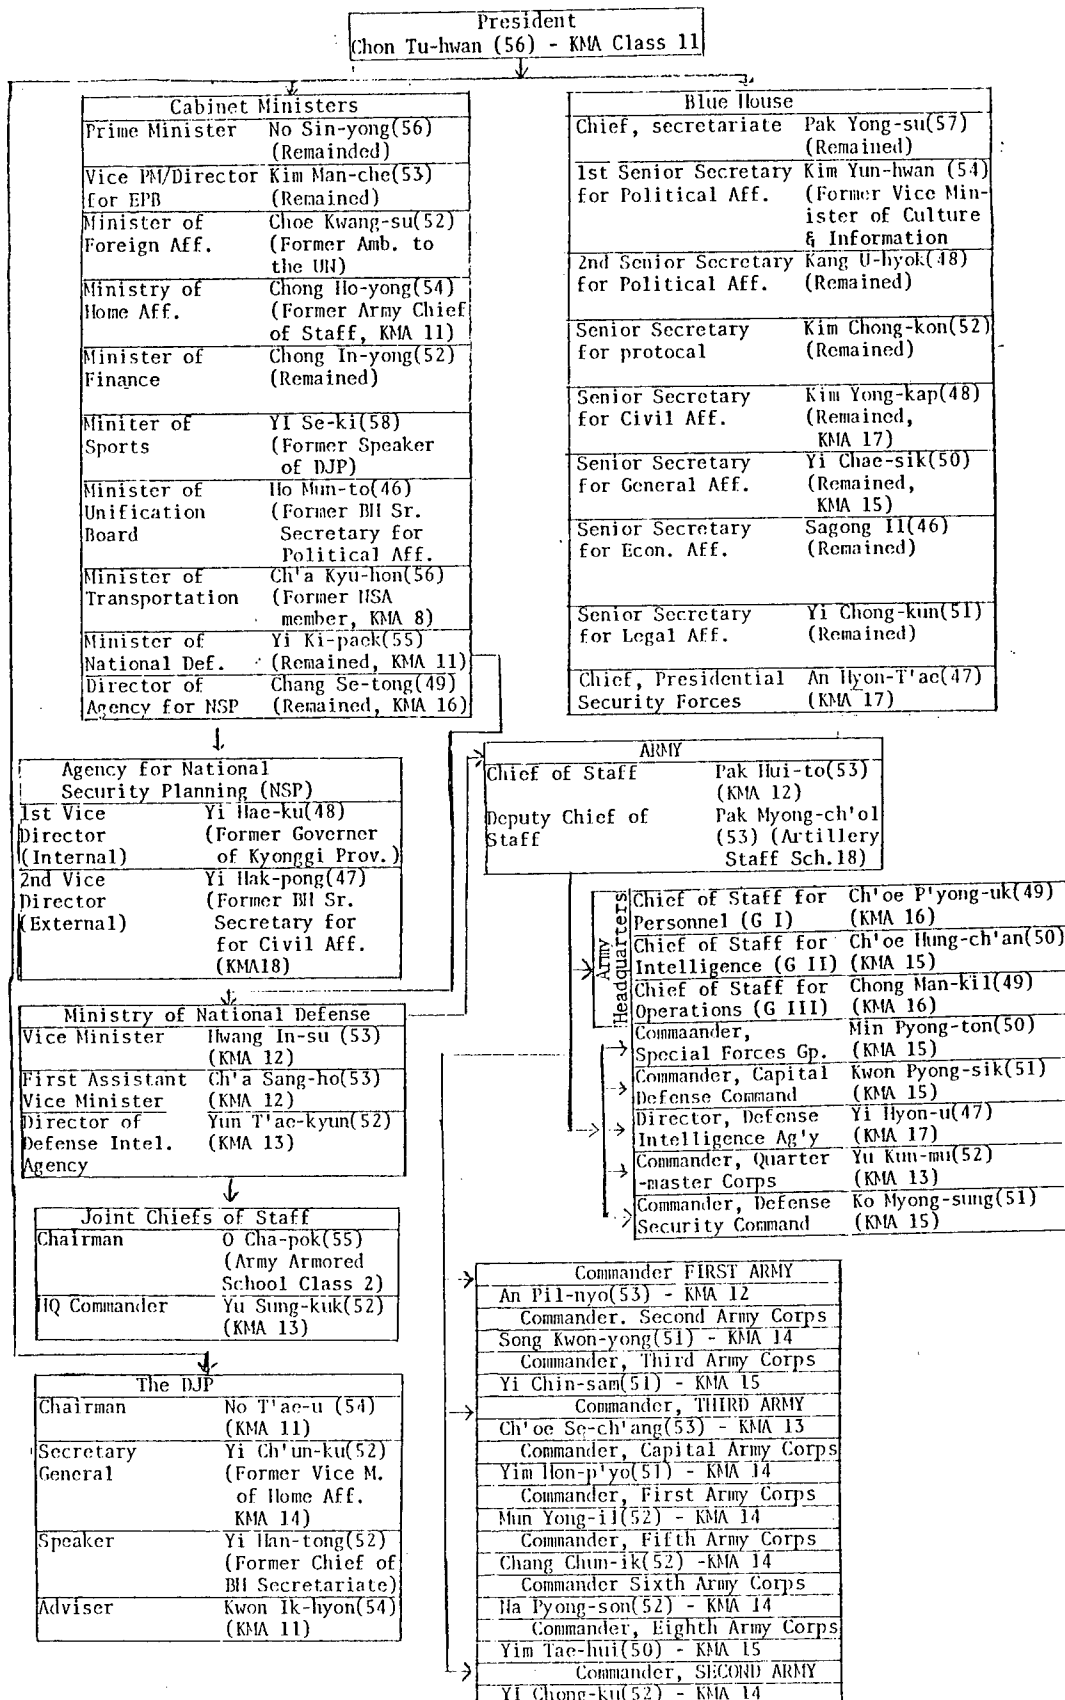 President
Chon Tu-hwan (56) - KMA Class 11
Cabinet Ministers
Prime Minister No Sin-yong(56)
(Remainded)
Vice PM/Director Kim Man-che(53)
for EPB (Remained)
Minister of Choe Kwang-su(52)
Foreign Aff. (Former Amb. to
the UN)
Ministry of Chong Ho-yong(54)
Home Aff. (Former Army Chief
of Staff, KMA 11)
Minister of Chong In-yong(52)
Finance (Remained)
Miniter of YI Se-ki(58)
Sports (Former Speaker
of DJP)
Minister of Ho Mun-to(46)
Unification (Former BH Sr.
Board Secretary for
Political Aff.
Minister of Ch'a Kyu-hon(56)
Transportation (Former NSA
member, KMA 8)
Minister of Yi Ki-paek(55)
National Def. (Remained, KMA 11)
Director of Chang Se-tong(49)
Agency for NSP (Remained, KMA 16)
Blue House
Chief, secretariate Pak Yong-su(57)
(Remained)
1st Senior Secretary Kim Yun-hwan (54)
for Political Aff. (Former Vice Min-
ister of Culture
& Information
2nd Senior Secretary Kang U-hyok(48)
for Political Aff. (Remained)
Senior Secretary Kim Chong-kon(52)
for protocal (Remained)
Senior Secretary Kim Yong-kap(48)
for Civil Aff. (Remained,
KMA 17)
Senior Secretary Yi Chae-sik(50)
for General Aff. (Remained,
KMA 15)
Senior Secretary Sagong Il(46)
for Econ. Aff. (Remained)
Senior Secretary Yi Chong-kun(51)
for Legal Aff. (Remained)
Chief, Presidential An Hyon-T'ae(47)
Security Forces (KMA 17)
Agency for National
Security Planning (NSP)
1st Vice Yi Hae-ku(48)
Director (Former Governer
(Internal) of Kyonggi Prov.)
2nd Vice Yi Hak-pong(47)
Director (Former BH Sr.
(External) Secretary for
for Civil Aff.
(KMA18)
ARMY
Chief of Staff Pak Hui-to(53)
(KMA 12)
Deputy Chief of Pak Myong-ch'ol
Staff (53) (Artillery
Staff Sch.18)
Army
Headquarters
Chief of Staff for Ch'oe P'yong-uk(49)
Personnel (G I) (KMA 16)
Chief of Staff for Ch'oe Hung-ch'an(50)
Intelligence (G II) (KMA 15)
Chief of Staff for Chong Man-kil(49)
Operations (G III) (KMA 16)
Commaander, Min Pyong-ton(50)
Special Forces Gp. (KMA 15)
Commander, Capital Kwon Pyong-sik(51)
Defense Command (KMA 15)
Director, Defense Yi Hyon-u(47)
Intelligence Ag'y (KMA 17)
Commander, Quarter Yu Kun-mu(52)
-master Corps (KMA 13)
Commander, Defense Ko Myong-sung(51)
Security Command (KMA 15)
Ministry of National Defense
Vice Minister Hwang In-su (53)
(KMA 12)
First Assistant Ch'a Sang-ho(53)
Vice Minister (KMA 12)
Director of Yun T'ae-kyun(52)
Defense Intel. (KMA 13)
Agency
Joint Chiefs of Staff
Chairman O Cha-pok(55)
(Army Armored
School Class 2)
HQ Commander Yu Sung-kuk(52)
(KMA 13)
The DJP
Chairman No T'ae-u (54)
(KMA 11)
Secretary Yi Ch'un-ku(52)
General (Former Vice M.
of Home Aff.
KMA 14)
Speaker Yi Han-tong(52)
(Former Chief of
BH Secretariate)
Adviser Kwon Ik-hyon(54)
(KMA 11)
Commander FIRST ARMY
An Pil-nyo(53) - KMA 12
Commander. Second Army Corps
Song Kwon-yong(51) - KMA 14
Commander, Third Army Corps
Yi Chin-sam(51) - KMA 15
Commander, THIRD ARMY
Ch'oe Se-ch'ang(53) - KMA 13
Commander, Capital Army Corps
Yim Hon-p'yo(51) - KMA 14
Commander, First Army Corps
Mun Yong-il(52) - KMA 14
Commander, Fifth Army Corps
Chang Chun-ik(52) -KMA 14
Commander Sixth Army Corps
Ha Pyong-son(52) - KMA 14
Commander, Eighth Army Corps
Yim Tae-hui(50) - KMA 15
Commander, SECOND ARMY
Yi Chong-ku(52) - KMA 14